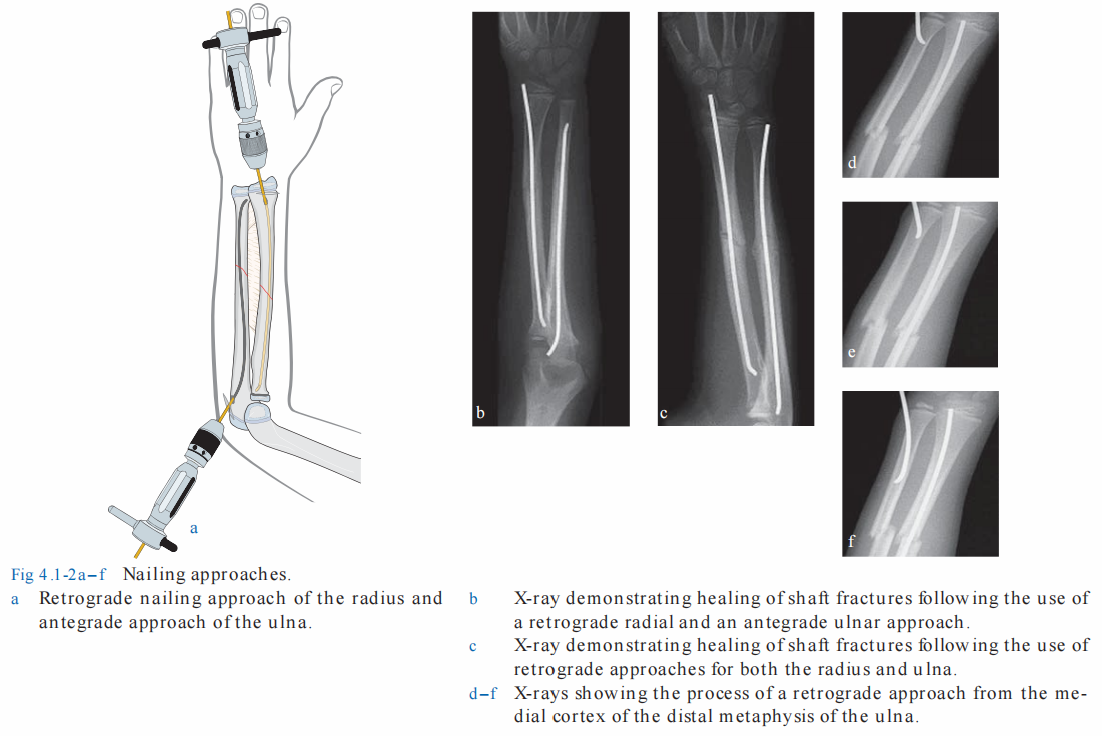 a
b
c
d
e
f
Fig 4.1-2a–f Nailing approaches.
a Retrograde nailing approach of the radius and
antegrade approach of the ulna.
b X-ray demonstrating healing of shaft fractures following the use of
a retrograde radial and an antegrade ulnar approach.
c X-ray demonstrating healing of shaft fractures following the use of
retrograde approaches for both the radius and ulna.
d–f X-rays showing the process of a retrograde approach from the me-
dial cortex of the distal metaphysis of the ulna.